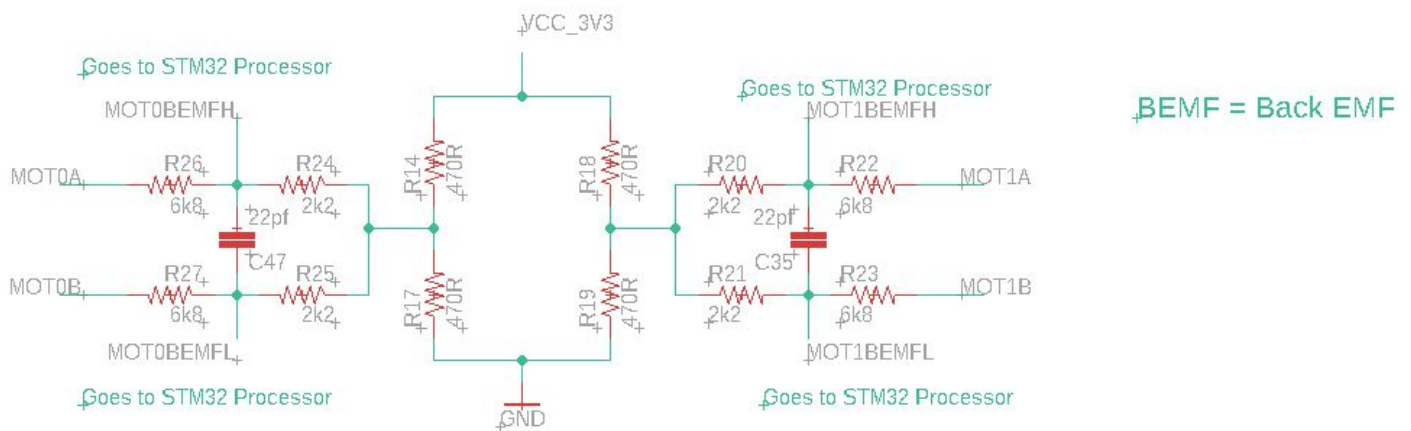 VCC_3V3
Goes to STM32 Processor
Goes to STM32 Processor
MOT0BEMFH
MOT1BEMFH
BEMF = Back EMF
R26
R24
R14
470R
R18
470R
R20
R22
MOT0A
MOT1A
6k8
2k2
2k2
6k8
22pf
22pf
C47
C35
R27
R25
R17
470R
R19
470R
R21
R23
MOT0B
MOT1B
6k8
2k2
2k2
6k8
MOT0BEMFL
MOT1BEMFL
Goes to STM32 Processor
Goes to STM32 Processor
GND